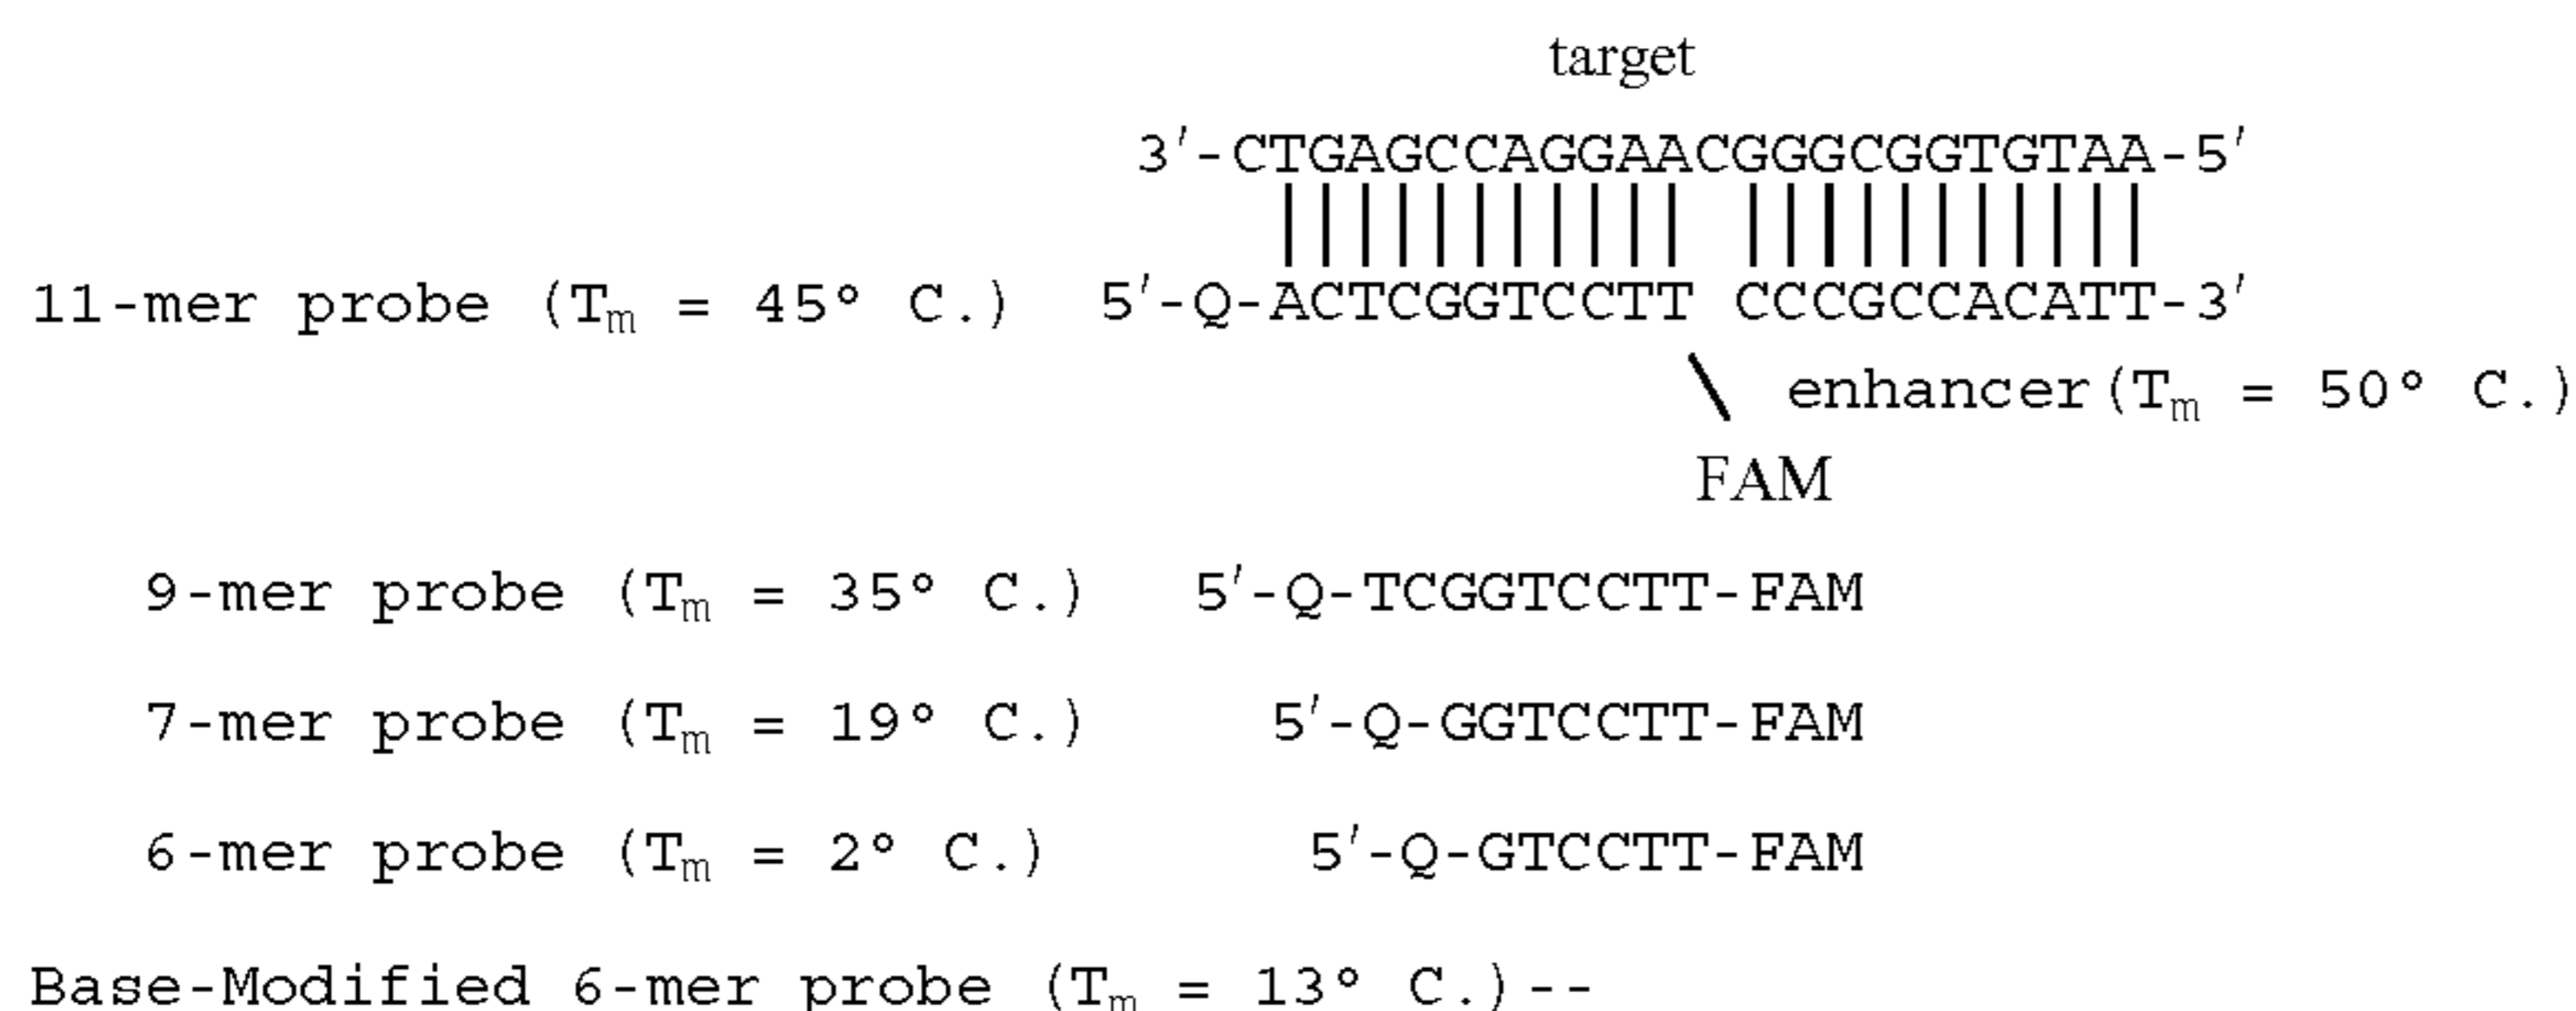 target
3'-CTGAGCCAGGAACGGGCGGTGTAA-5'
11-mer probe (Tm = 45° C.) 5'-Q-ACTCGGTCCTT CCCGCCACATT-3'
enhancer(Tm = 50° C.)
FAM
9-mer probe (Tm = 35° C.) 5'-Q-TCGGTCCTT-FAM
7-mer probe (Tm = 19° C.) 5'-Q-GGTCCTT-FAM
6-mer probe (Tm = 2° C.) 5'-Q-GTCCTT-FAM
Base-Modified 6-mer probe (Tm = 13° C.)--